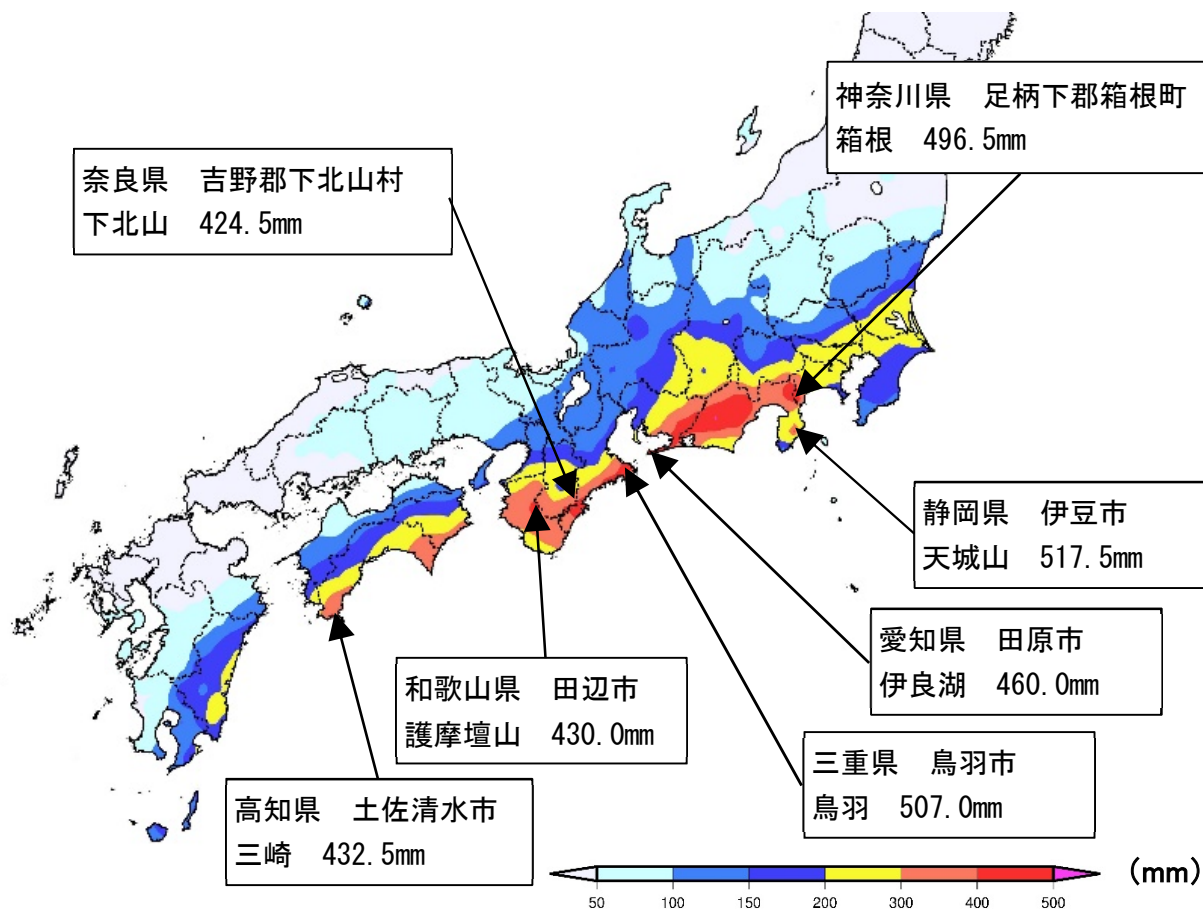 神奈川県　足柄下郡箱根町
箱根　496.5mm
奈良県　吉野郡下北山村
下北山　424.5mm
静岡県　伊豆市
天城山　517.5mm
愛知県　田原市
伊良湖　460.0mm
和歌山県　田辺市
護摩壇山　430.0mm
三重県　鳥羽市
鳥羽　507.0mm
高知県　土佐清水市
三崎　432.5mm
(mm)
50 100 150 200 300 400 500